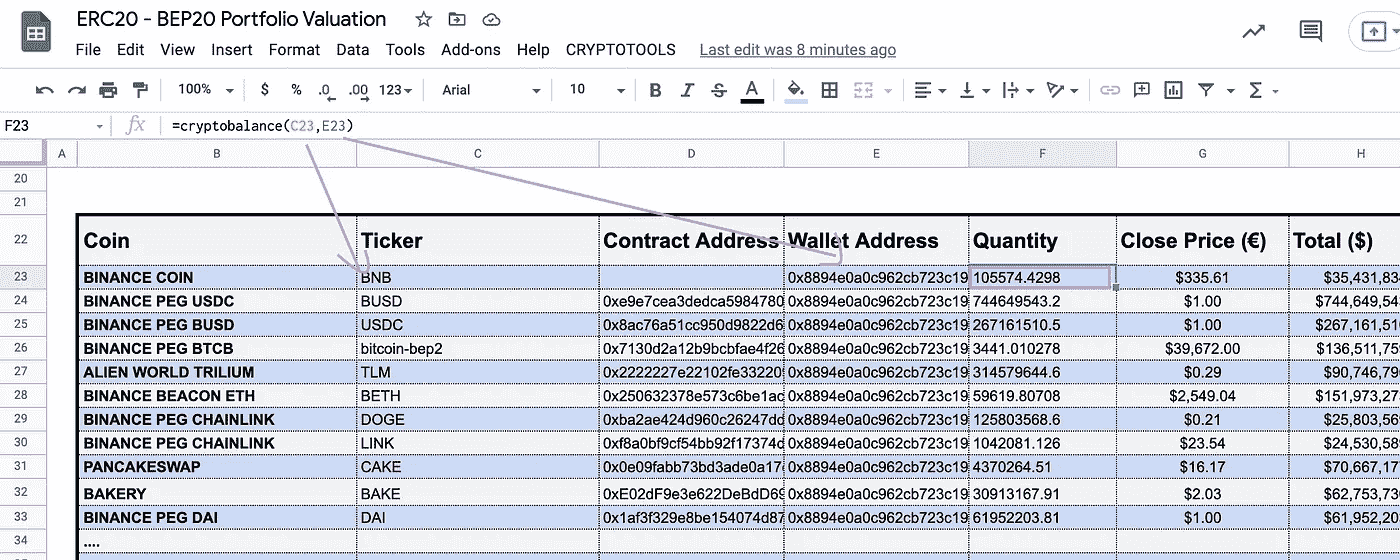 ERC20 - BEP20 Portfolio Valuation
File Edit View Insert Format Data Tools Add-ons Help CRYPTOTOOLS Last edit was 8 minutes ago
100% $ % .0 .00 123 Arial 10 B I S A
F23 fx =cryptobalance(C23,E23)
A B C D E F G H
20
21
22 Coin Ticker Contract Address Wallet Address Quantity Close Price (€) Total ($)
23 BINANCE COIN BNB 0x8894e0a0c962cb723c19 105574.4298 $335.61 $35,431,83
24 BINANCE PEG USDC BUSD 0xe9e7cea3dedca5984780 0x8894e0a0c962cb723c19 744649543.2 $1.00 $744,649,54
25 BINANCE PEG BUSD USDC 0x8ac76a51cc950d9822d6 0x8894e0a0c962cb723c19 267161510.5 $1.00 $267,161,51
26 BINANCE PEG BTCB bitcoin-bep2 0x7130d2a12b9bcbfae4f26 0x8894e0a0c962cb723c19 3441.010278 $39,672.00 $136,511,75
27 ALIEN WORLD TRILIUM TLM 0x2222227e22102fe33220 0x8894e0a0c962cb723c19 314579644.6 $0.29 $90,746,79
28 BINANCE BEACON ETH BETH 0x250632378e573c6be1ac 0x8894e0a0c962cb723c19 59619.80708 $2,549.04 $151,973,27
29 BINANCE PEG CHAINLINK DOGE 0xba2ae424d960c26247dd 0x8894e0a0c962cb723c19 125803568.6 $0.21 $25,803,56
30 BINANCE PEG CHAINLINK LINK 0xf8a0bf9cf54bb92f17374d 0x8894e0a0c962cb723c19 1042081.126 $23.54 $24,530,58
31 PANCAKESWAP CAKE 0x0e09fabb73bd3ade0a17 0x8894e0a0c962cb723c19 4370264.51 $16.17 $70,667,17
32 BAKERY BAKE 0xE02dF9e3e622DeBdD69 0x8894e0a0c962cb723c19 30913167.91 $2.03 $62,753,73
33 BINANCE PEG DAI DAI 0x1af3f329e8be154074d87 0x8894e0a0c962cb723c19 61952203.81 $1.00 $61,952,20
34 ....